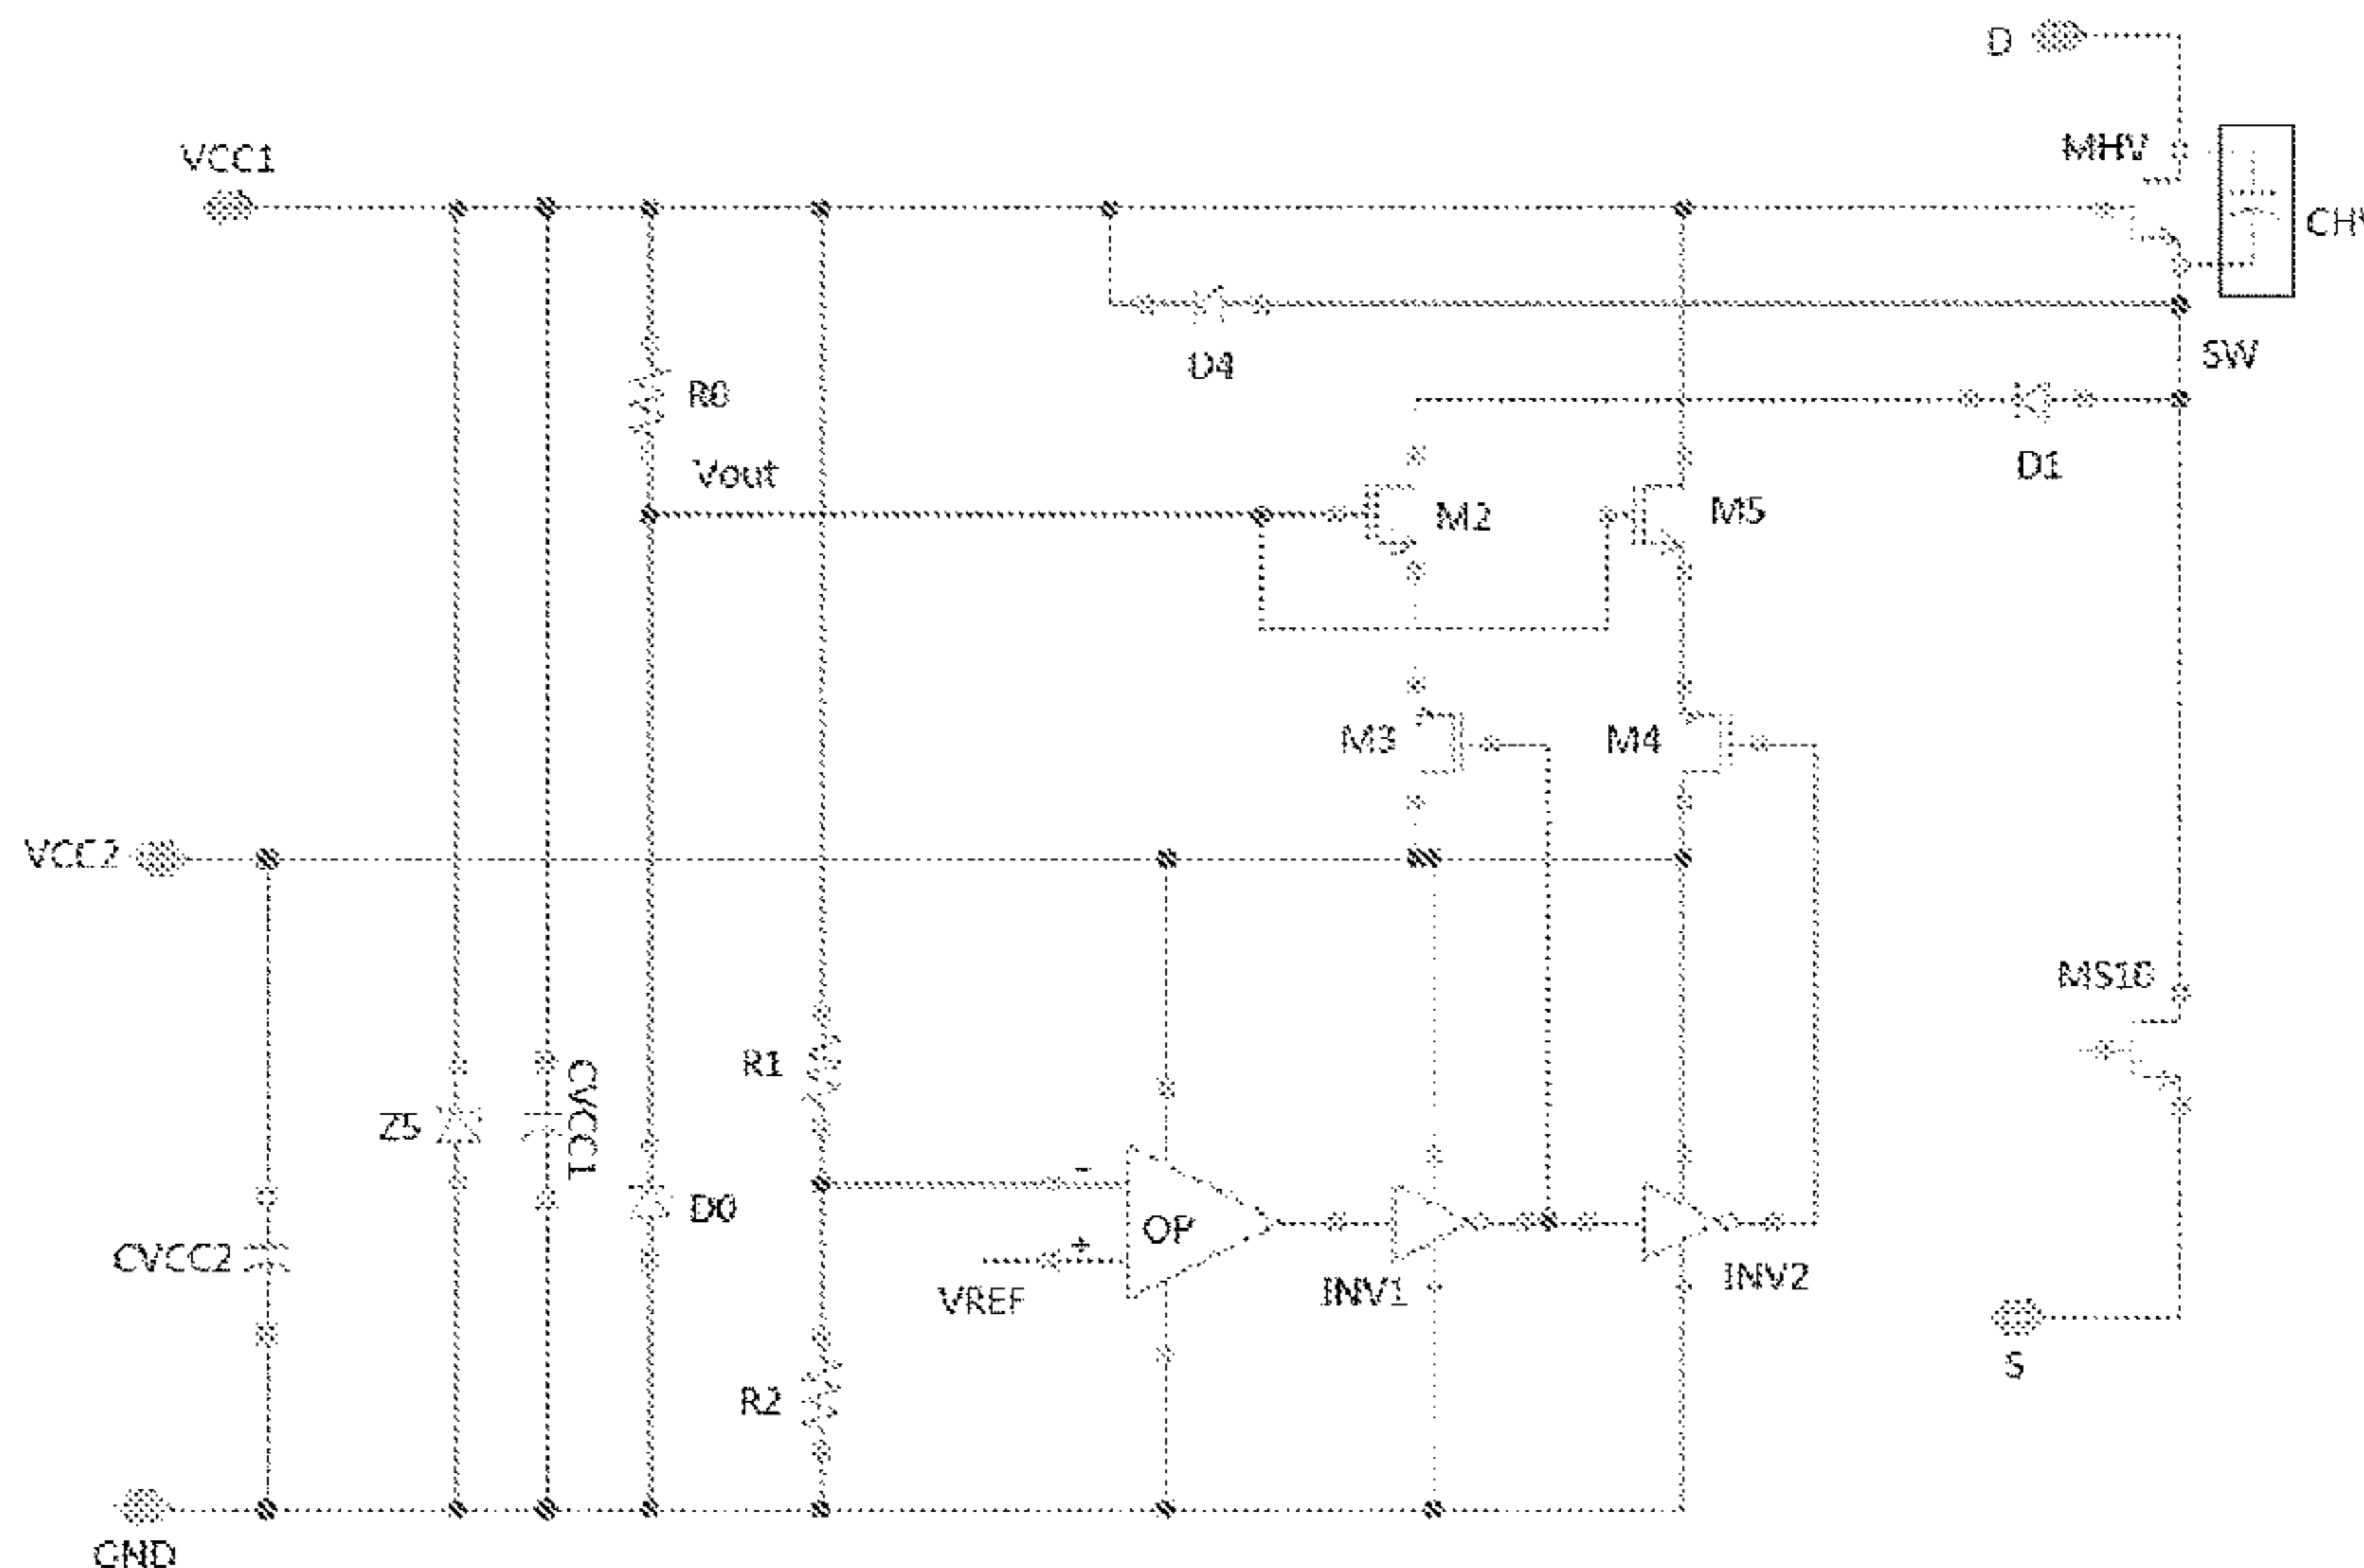 D
MHV
VCC1
CHV
D4
SW
R0
D1
Vout
M2
M5
M3
M4
VCC2
MS10
R1
CVCC1
Z5
-
D0
OP
CVCC2
+
INV1
INV2
VREF
S
R2
GND